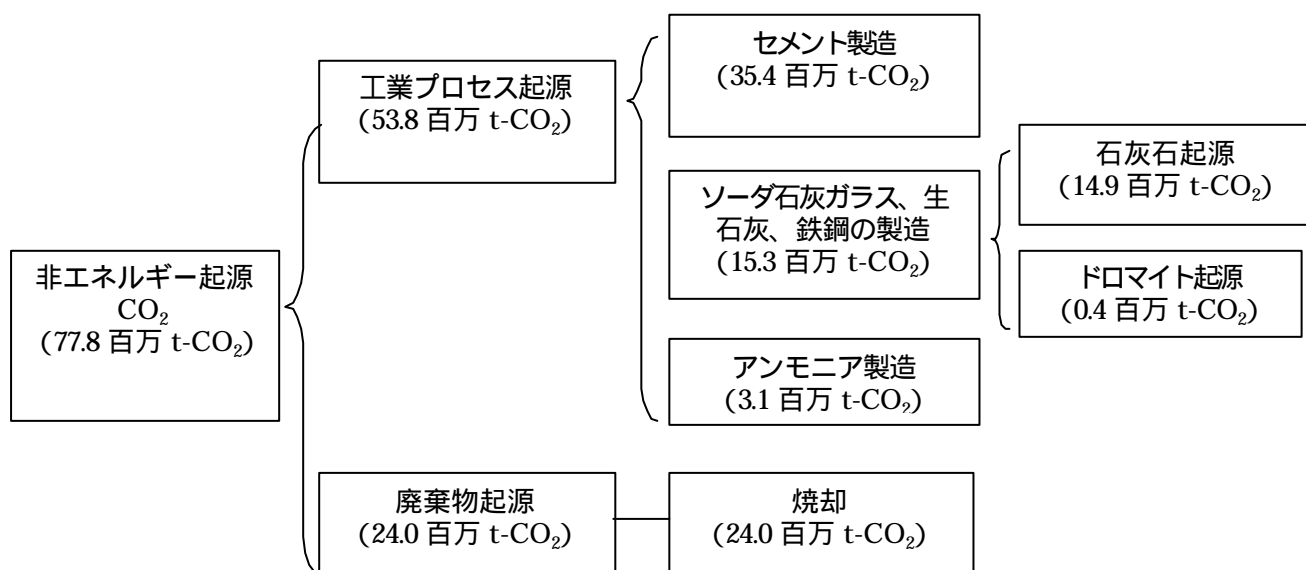 非エネルギー起源
CO₂
(77.8 百万 t-CO₂)
工業プロセス起源
(53.8 百万 t-CO₂)
セメント製造
(35.4 百万 t-CO₂)
ソーダ石灰ガラス、生
石灰、鉄鋼の製造
(15.3 百万 t-CO₂)
石灰石起源
(14.9 百万 t-CO₂)
ドロマイト起源
(0.4 百万 t-CO₂)
アンモニア製造
(3.1 百万 t-CO₂)
廃棄物起源
(24.0 百万 t-CO₂)
焼却
(24.0 百万 t-CO₂)